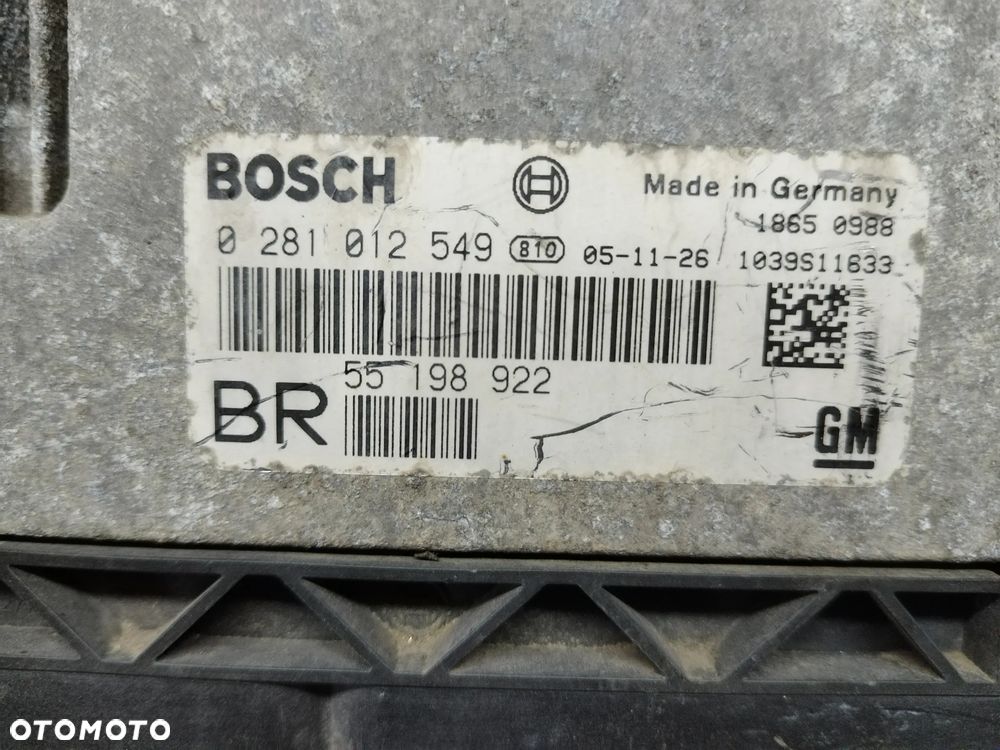 BOSCH Made in Germany
1865 0988
0 281 012 549 810 05-11-26 1039S11633
55 198 922
BR
GM
OTOMOTO